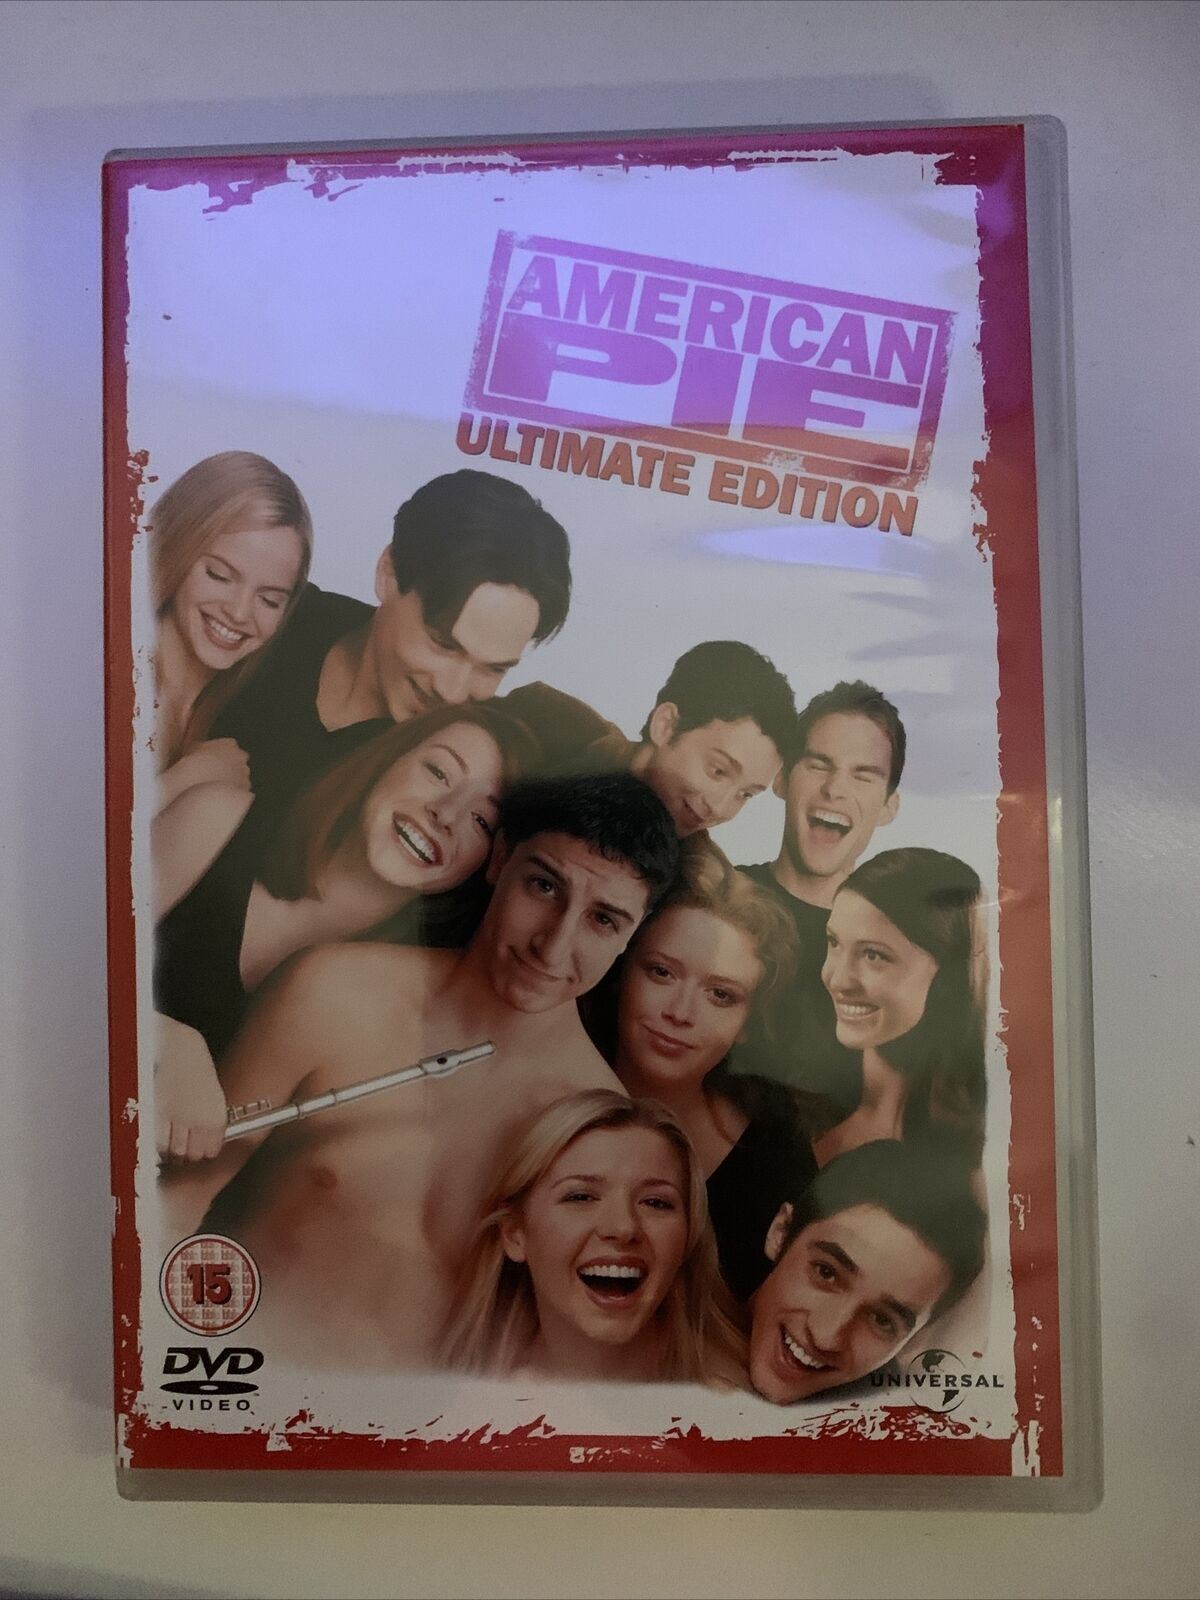 AMERICAN
PIE
ULTIMATE EDITION
15
DVD
VIDEO
UNIVERSAL